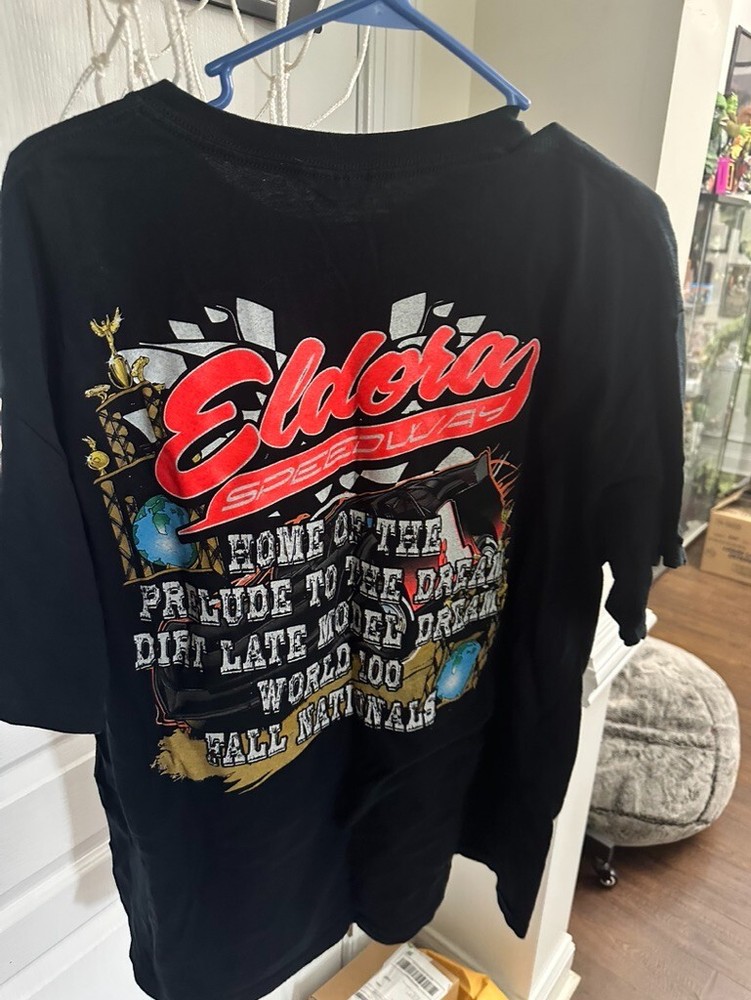 Eldora
SPEEDWAY
HOME OF THE
PRELUDE TO THE DREAM
DIRT LATE MODEL DREAM
WORLD 100
FALL NATIONALS